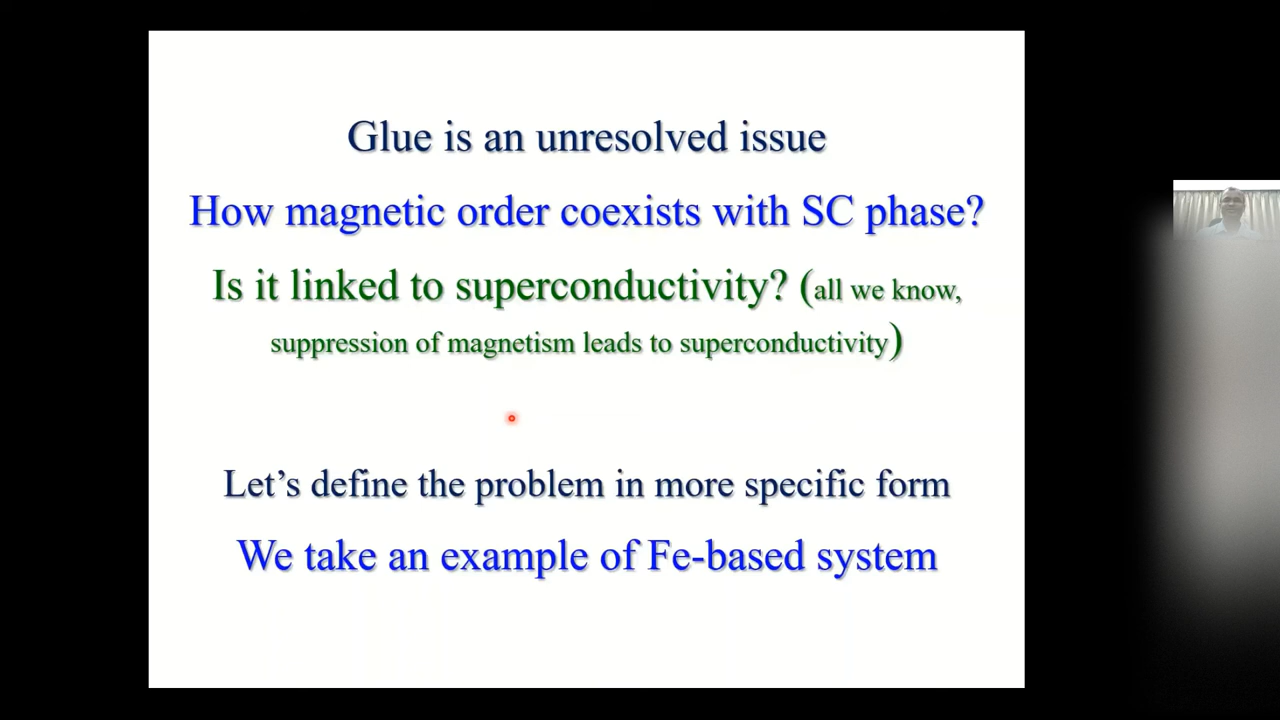 Glue is an unresolved issue
How magnetic order coexists with SC phase?
Is it linked to superconductivity? (all we know,
suppression of magnetism leads to superconductivity)
Let’s define the problem in more specific form
We take an example of Fe-based system